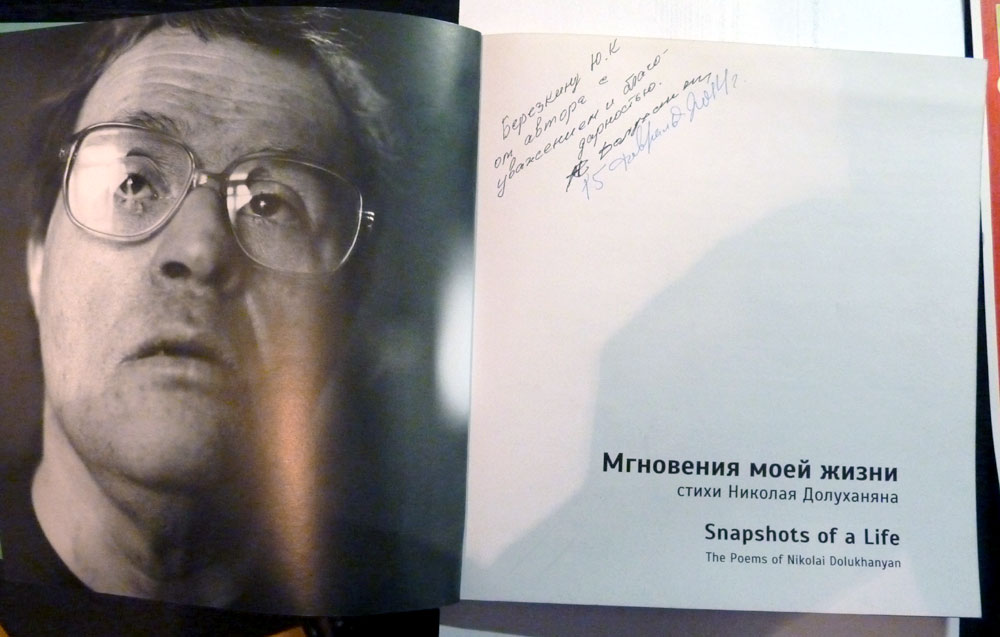 Березкину Ю.К
от автора с
уважением и благо-
дарностью.
15 февраля 2014г.
Мгновения моей жизни
стихи Николая Долуханяна
Snapshots of a Life
The Poems of Nikolai Dolukhanyan